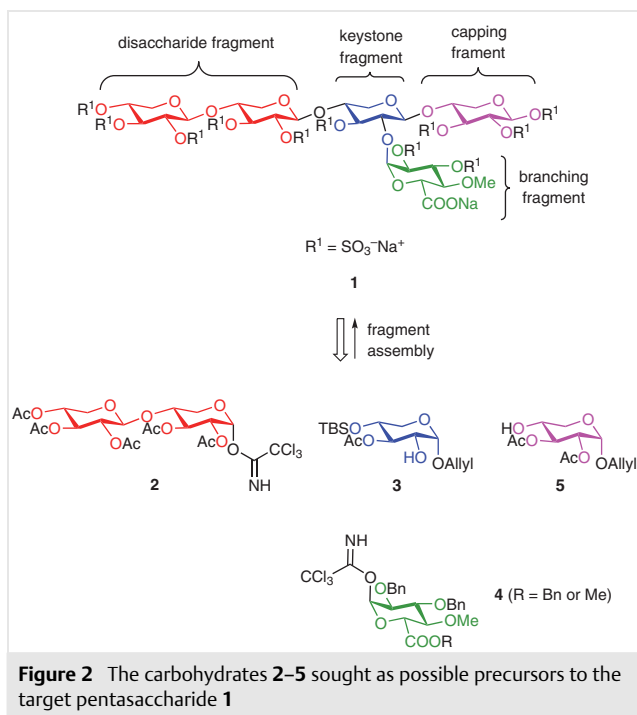 disaccharide fragment
keystone
fragment
capping
frament
R¹O
R¹O
OR¹
O
O
R¹O
OR¹
O
O
R¹O
O
O
O
R¹O
OR¹
O
OR¹
O
OR¹
OR¹
O
OMe
COONa
branching
fragment
R¹ = SO₃⁻Na⁺
1
fragment
assembly
AcO
AcO
OAc
O
O
AcO
OAc
O
O
CCl₃
NH
2
TBSO
AcO
HO
O
OAllyl
3
HO
AcO
AcO
O
OAllyl
5
NH
CCl₃
O
OBn
OBn
O
OMe
COOR
4 (R = Bn or Me)
Figure 2 The carbohydrates 2–5 sought as possible precursors to the
target pentasaccharide 1